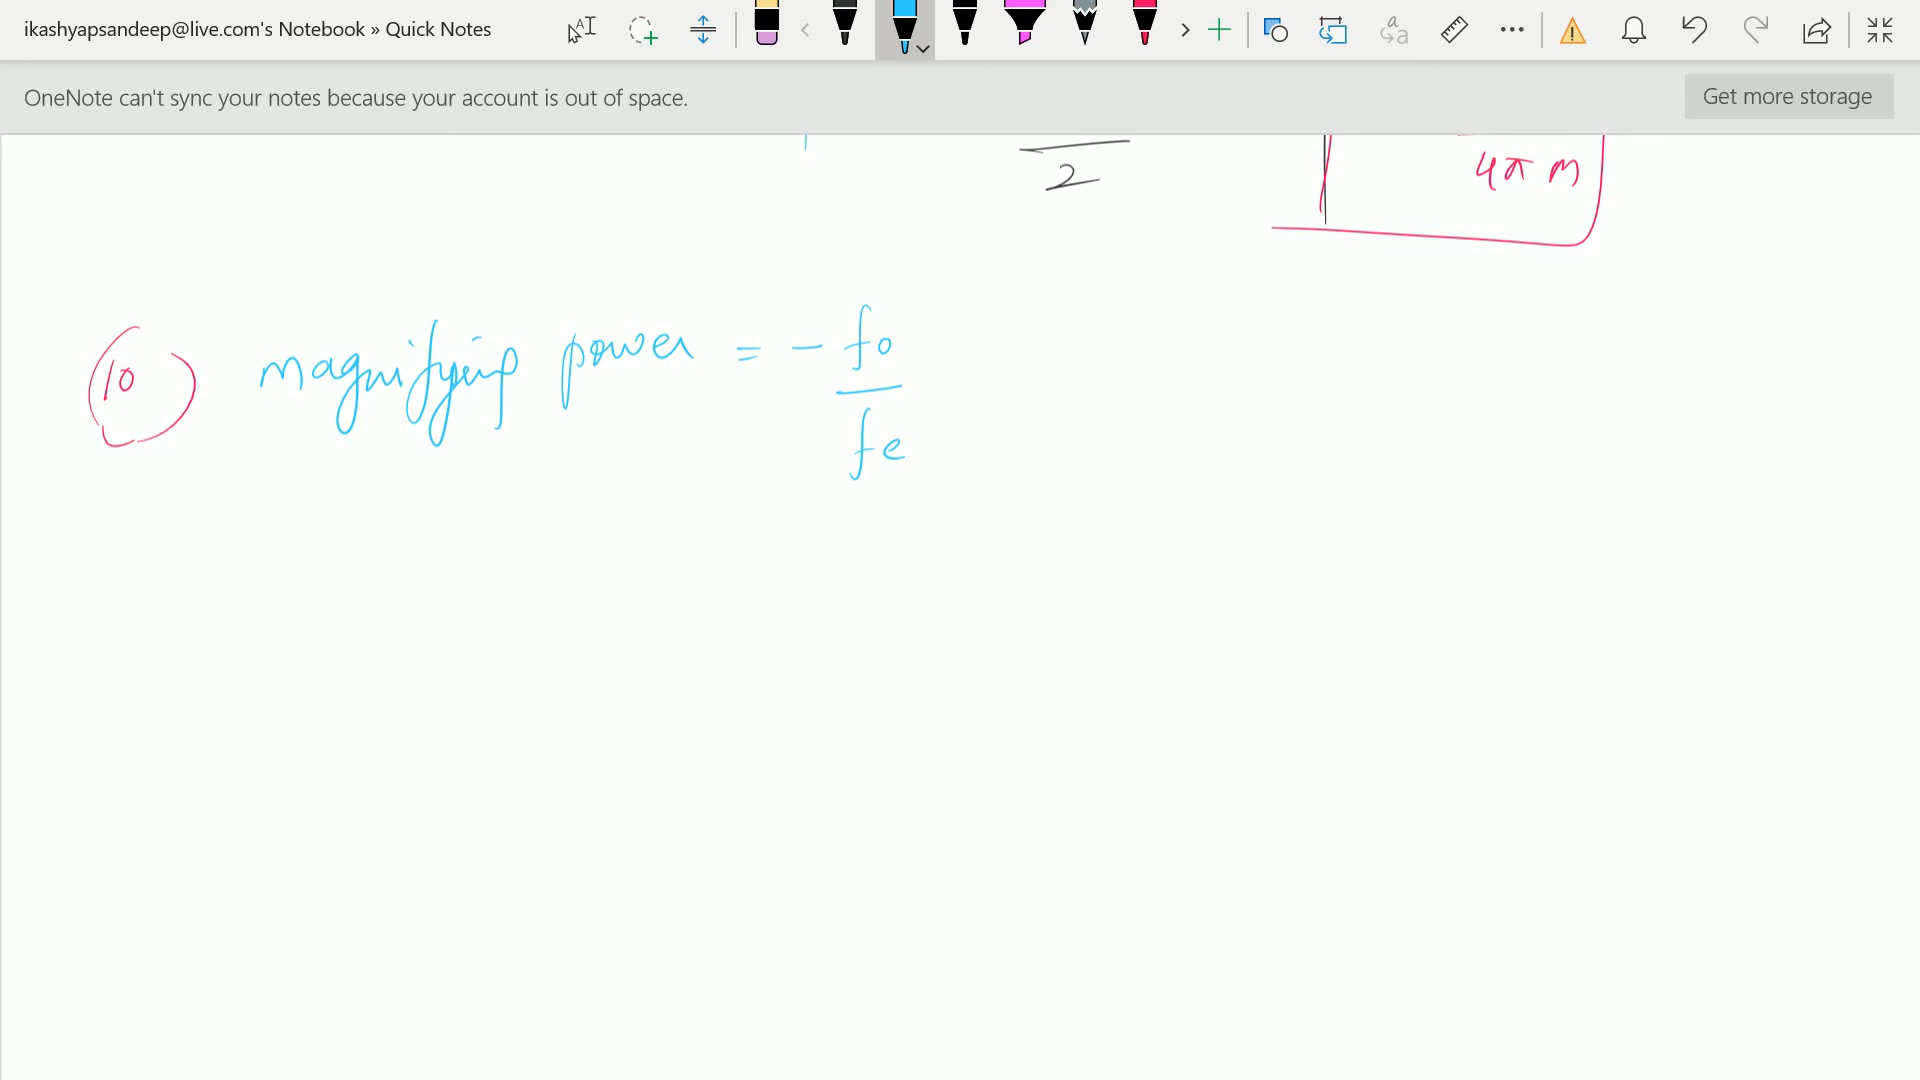 ikashyapsandeep@live.com's Notebook » Quick Notes
OneNote can't sync your notes because your account is out of space.
Get more storage
2
4π m
10
magnifying power = - fo
fe